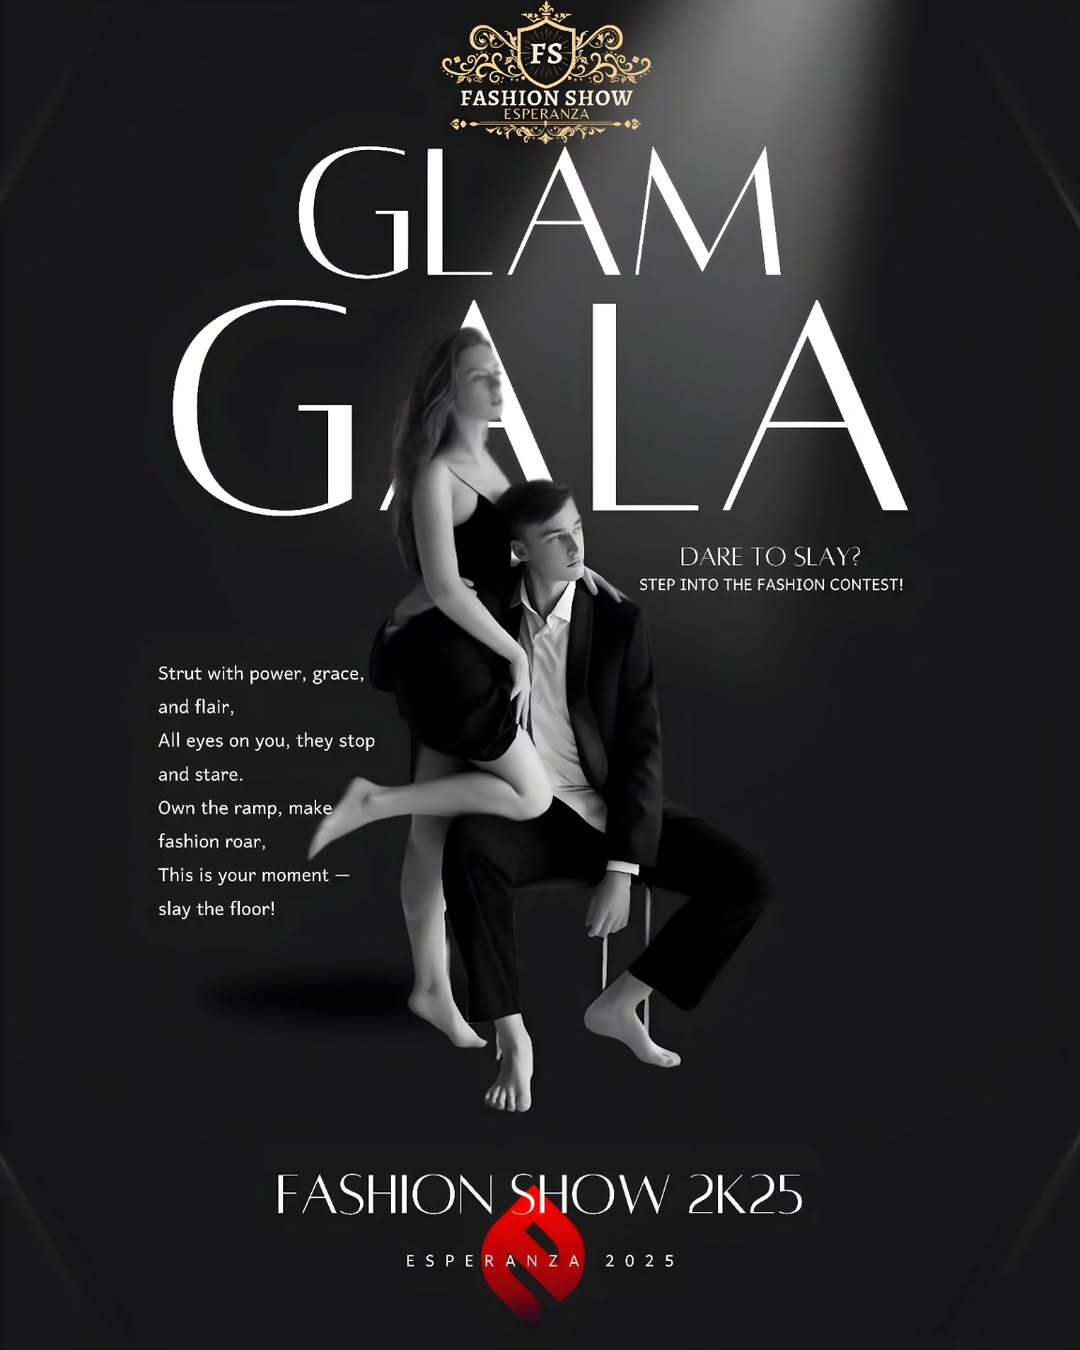 FS
FASHION SHOW
ESPERANZA
GLAM
GALA
DARE TO SLAY?
STEP INTO THE FASHION CONTEST!
Strut with power, grace,
and flair,
All eyes on you, they stop
and stare.
Own the ramp, make
fashion roar,
This is your moment —
slay the floor!
FASHION SHOW 2K25
ESPERANZA 2025